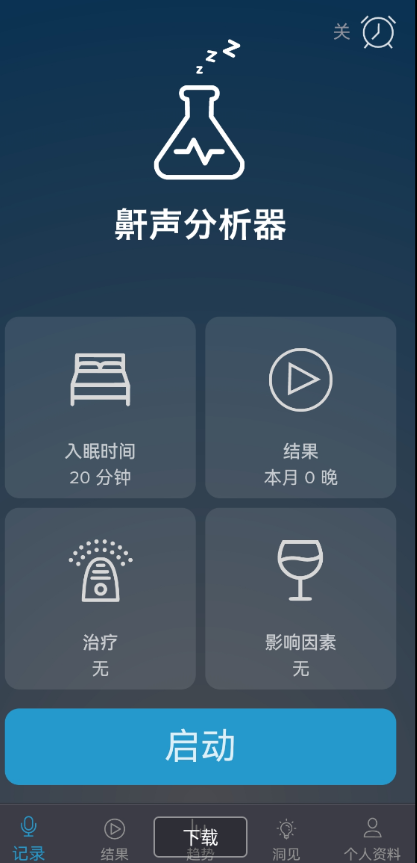 关
鼾声分析器
入眠时间
20 分钟
结果
本月 0 晚
治疗
无
影响因素
无
启动
记录
结果
下载
趋势
洞见
个人资料